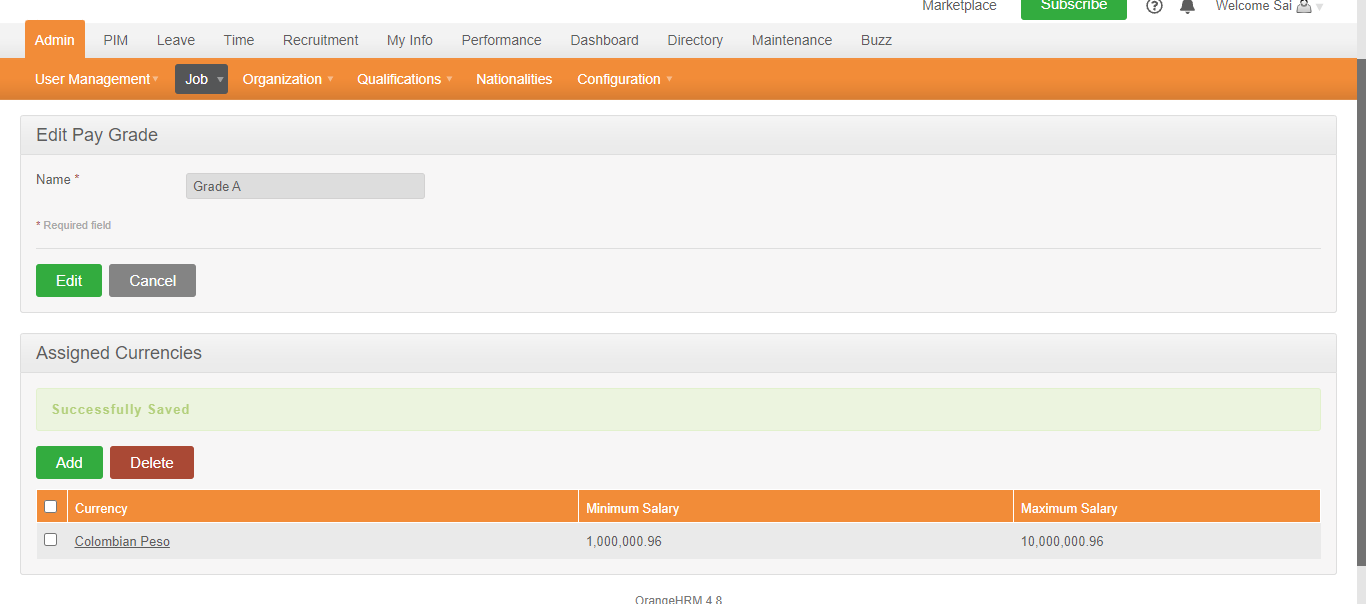 Marketplace Subscribe Welcome Sai
Admin PIM Leave Time Recruitment My Info Performance Dashboard Directory Maintenance Buzz
User Management Job Organization Qualifications Nationalities Configuration
Edit Pay Grade
Name * Grade A
* Required field
Edit Cancel
Assigned Currencies
Successfully Saved
Add Delete
Currency Minimum Salary Maximum Salary
Colombian Peso 1,000,000.96 10,000,000.96
OrangeHRM 4.8